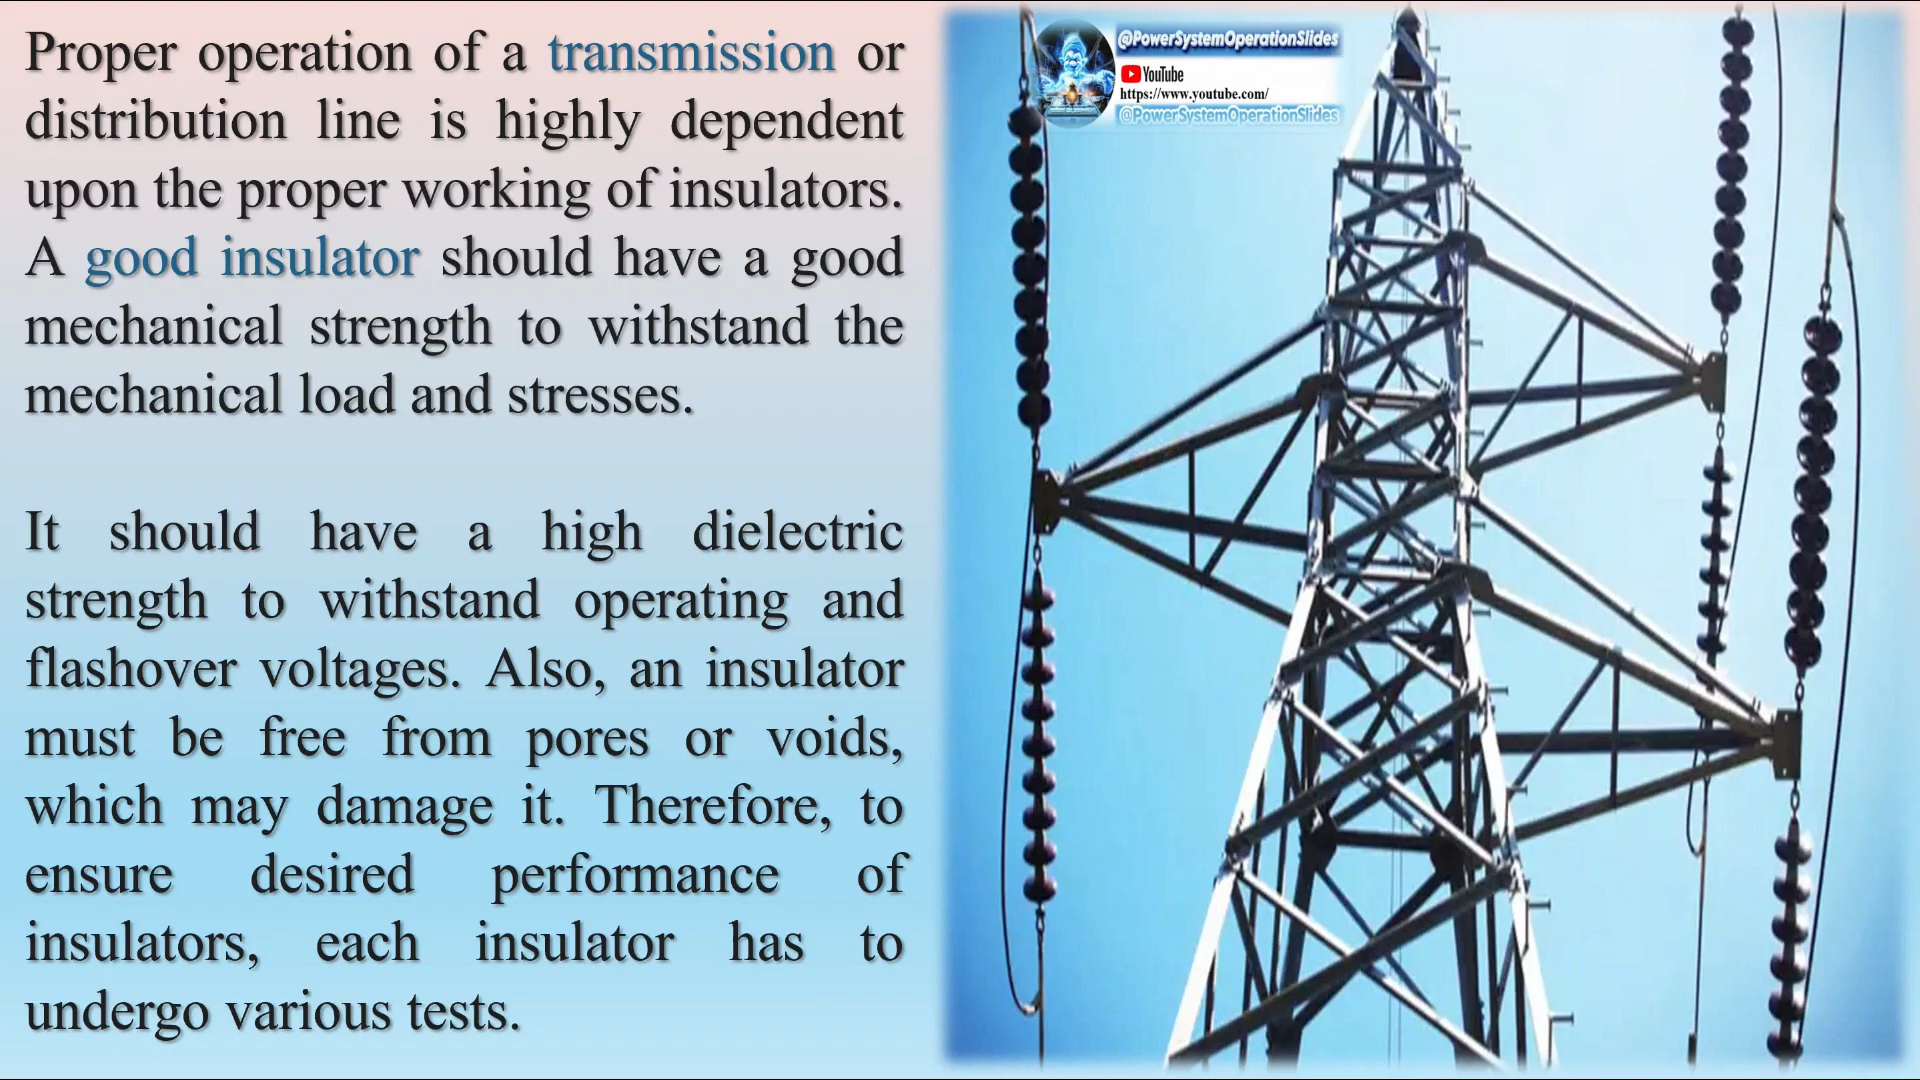 Proper operation of a transmission or
distribution line is highly dependent
upon the proper working of insulators.
A good insulator should have a good
mechanical strength to withstand the
mechanical load and stresses.
It should have a high dielectric
strength to withstand operating and
flashover voltages. Also, an insulator
must be free from pores or voids,
which may damage it. Therefore, to
ensure desired performance of
insulators, each insulator has to
undergo various tests.
@PowerSystemOperationSlides
YouTube
https://www.youtube.com/
@PowerSystemOperationSlides